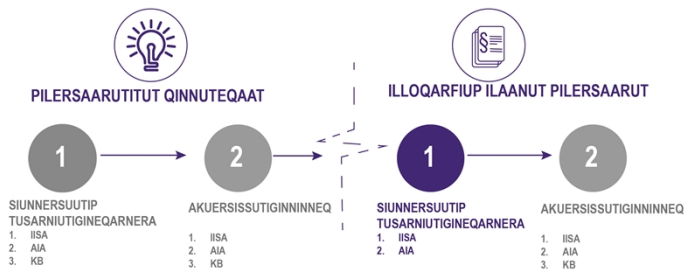 §
PILERSAARUTITUT QINNUTEQAAT
ILLOQARFIUP ILAANUT PILERSAARUT
1
2
1
2
SIUNNERSUUTIP
TUSARNIUTIGINEQARNERA
1. IISA
2. AIA
3. KB
AKUERSISSUTIGINNINNEQ
1. IISA
2. AIA
3. KB
SIUNNERSUUTIP
TUSARNIUTIGINEQARNERA
1. IISA
2. AIA
AKUERSISSUTIGINNINNEQ
1. IISA
2. AIA
3. KB